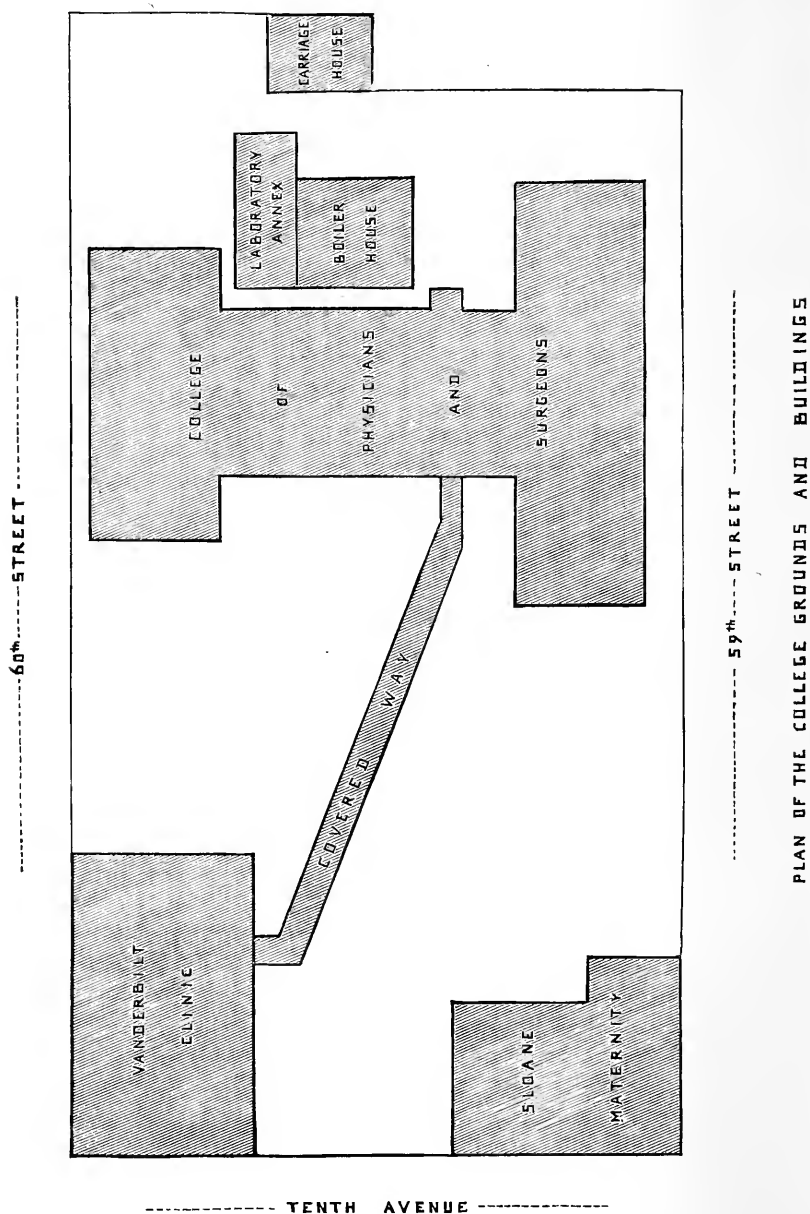 60th STREET
CARRIAGE
HOUSE
LABORATORY
ANNEX
BOILER
HOUSE
COLLEGE
OF
PHYSICIANS
AND
SURGEONS
COVERED WAY
VANDERBILT
CLINIC
SLOANE
MATERNITY
59th STREET
TENTH AVENUE
PLAN OF THE COLLEGE GROUNDS AND BUILDINGS